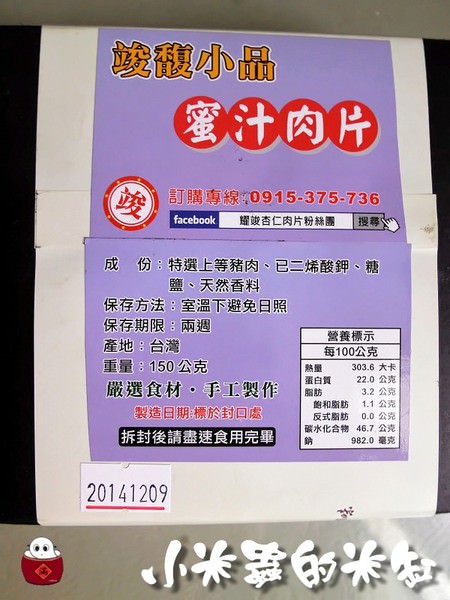 竣馥小品
蜜汁肉片
竣
訂購專線:0915-375-736
facebook 耀竣杏仁肉片粉絲團 搜尋
成　份：特選上等豬肉、已二烯酸鉀、糖
鹽、天然香料
保存方法：室溫下避免日照
保存期限：兩週
產地：台灣
重量：150公克
嚴選食材・手工製作
製造日期:標於封口處
拆封後請盡速食用完畢
營養標示
每100公克
熱量 303.6 大卡
蛋白質 22.0 公克
脂肪 3.2 公克
飽和脂肪 1.1 公克
反式脂肪 0.0 公克
碳水化合物 46.7 公克
鈉 982.0 毫克
20141209
小米蟲的米缸